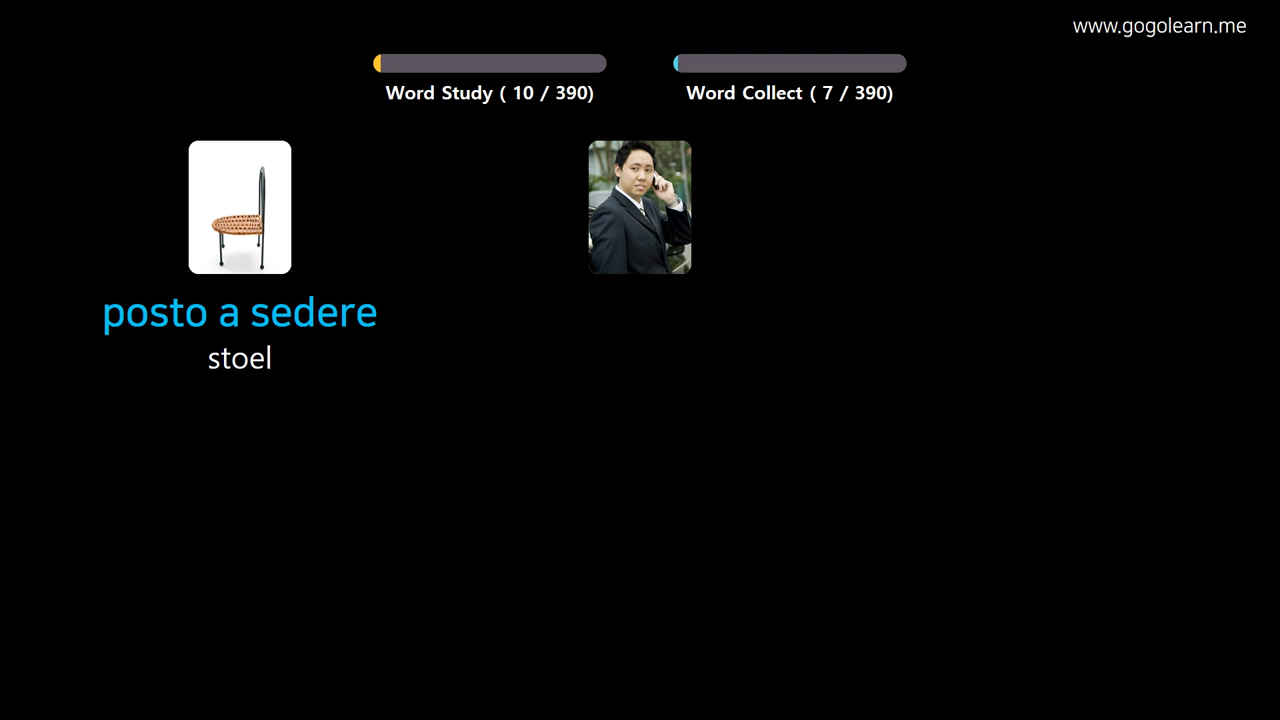 www.gogolearn.me
Word Study ( 10 / 390)
Word Collect ( 7 / 390)
posto a sedere
stoel